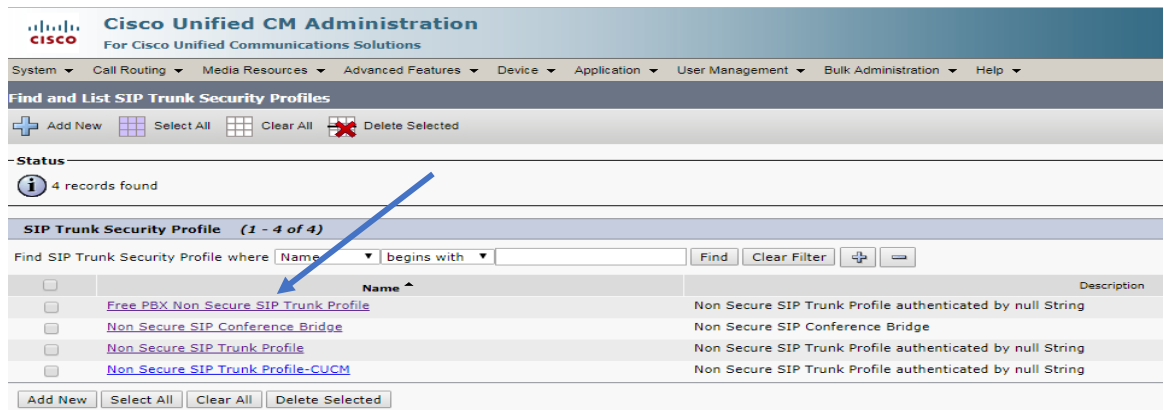 Cisco Unified CM Administration
CISCO
For Cisco Unified Communications Solutions
System Call Routing Media Resources Advanced Features Device Application User Management Bulk Administration Help
Find and List SIP Trunk Security Profiles
Add New Select All Clear All Delete Selected
Status
4 records found
SIP Trunk Security Profile (1 - 4 of 4)
Find SIP Trunk Security Profile where Name begins with Find Clear Filter
Name Description
Free PBX Non Secure SIP Trunk Profile Non Secure SIP Trunk Profile authenticated by null String
Non Secure SIP Conference Bridge Non Secure SIP Conference Bridge
Non Secure SIP Trunk Profile Non Secure SIP Trunk Profile authenticated by null String
Non Secure SIP Trunk Profile-CUCM Non Secure SIP Trunk Profile authenticated by null String
Add New Select All Clear All Delete Selected